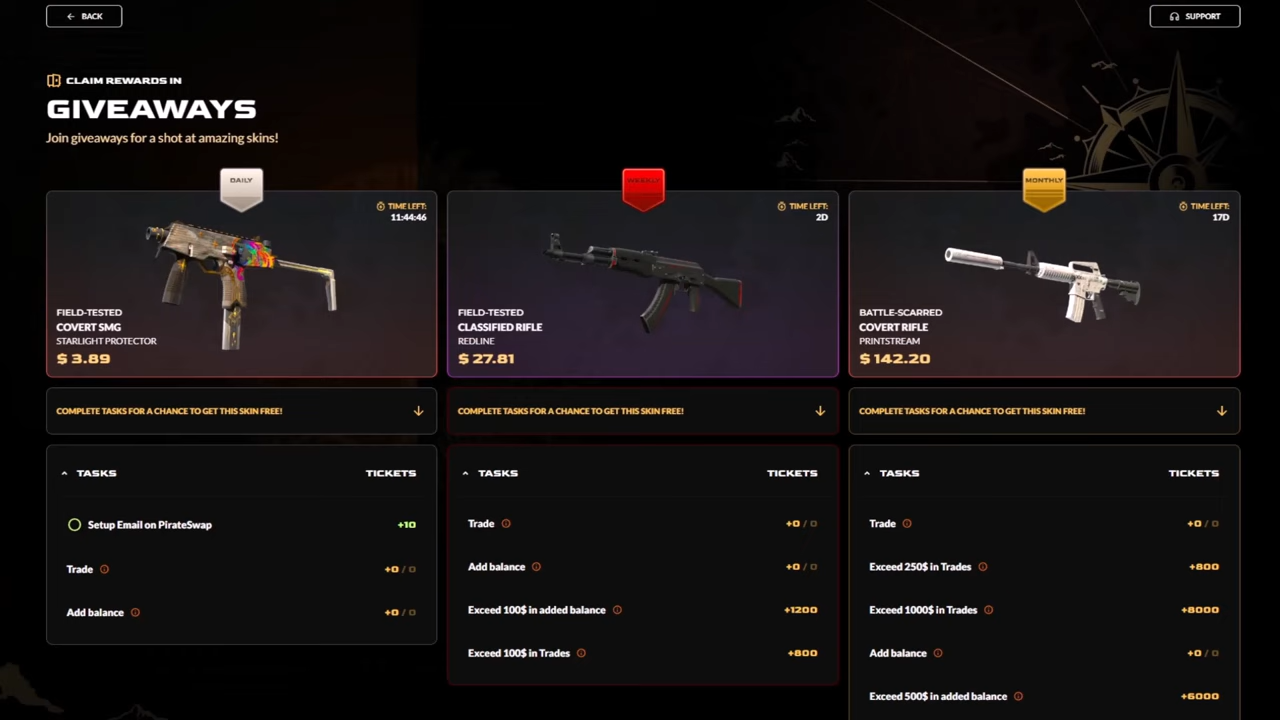 BACK
SUPPORT
CLAIM REWARDS IN
GIVEAWAYS
Join giveaways for a shot at amazing skins!
DAILY
TIME LEFT:
11:44:46
FIELD-TESTED
COVERT SMG
STARLIGHT PROTECTOR
$ 3.89
COMPLETE TASKS FOR A CHANCE TO GET THIS SKIN FREE!
TASKS TICKETS
Setup Email on PirateSwap +10
Trade +0 / 0
Add balance +0 / 0
WEEKLY
TIME LEFT:
2D
FIELD-TESTED
CLASSIFIED RIFLE
REDLINE
$ 27.81
COMPLETE TASKS FOR A CHANCE TO GET THIS SKIN FREE!
TASKS TICKETS
Trade +0 / 0
Add balance +0 / 0
Exceed 100$ in added balance +1200
Exceed 100$ in Trades +800
MONTHLY
TIME LEFT:
17D
BATTLE-SCARRED
COVERT RIFLE
PRINTSTREAM
$ 142.20
COMPLETE TASKS FOR A CHANCE TO GET THIS SKIN FREE!
TASKS TICKETS
Trade +0 / 0
Exceed 250$ in Trades +800
Exceed 1000$ in Trades +8000
Add balance +0 / 0
Exceed 500$ in added balance +6000